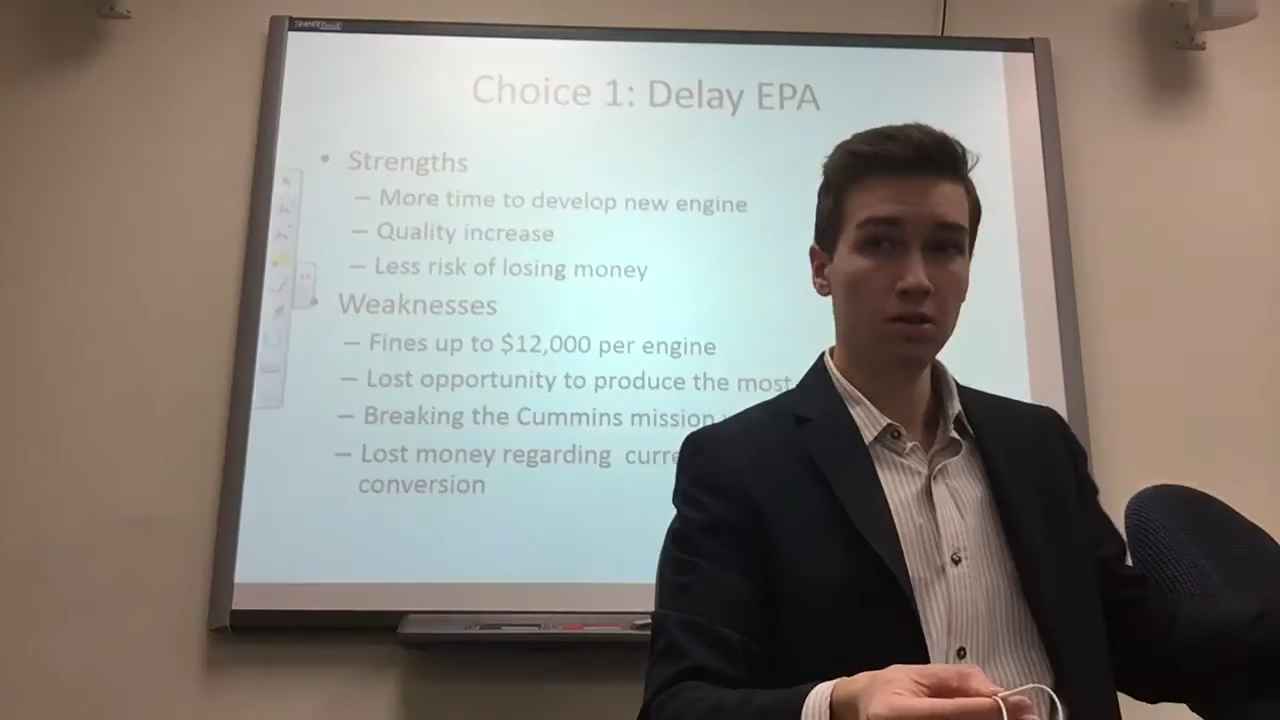 Choice 1: Delay EPA
• Strengths
– More time to develop new engine
– Quality increase
– Less risk of losing money
Weaknesses
– Fines up to $12,000 per engine
– Lost opportunity to produce the most
– Breaking the Cummins mission
– Lost money regarding
conversion